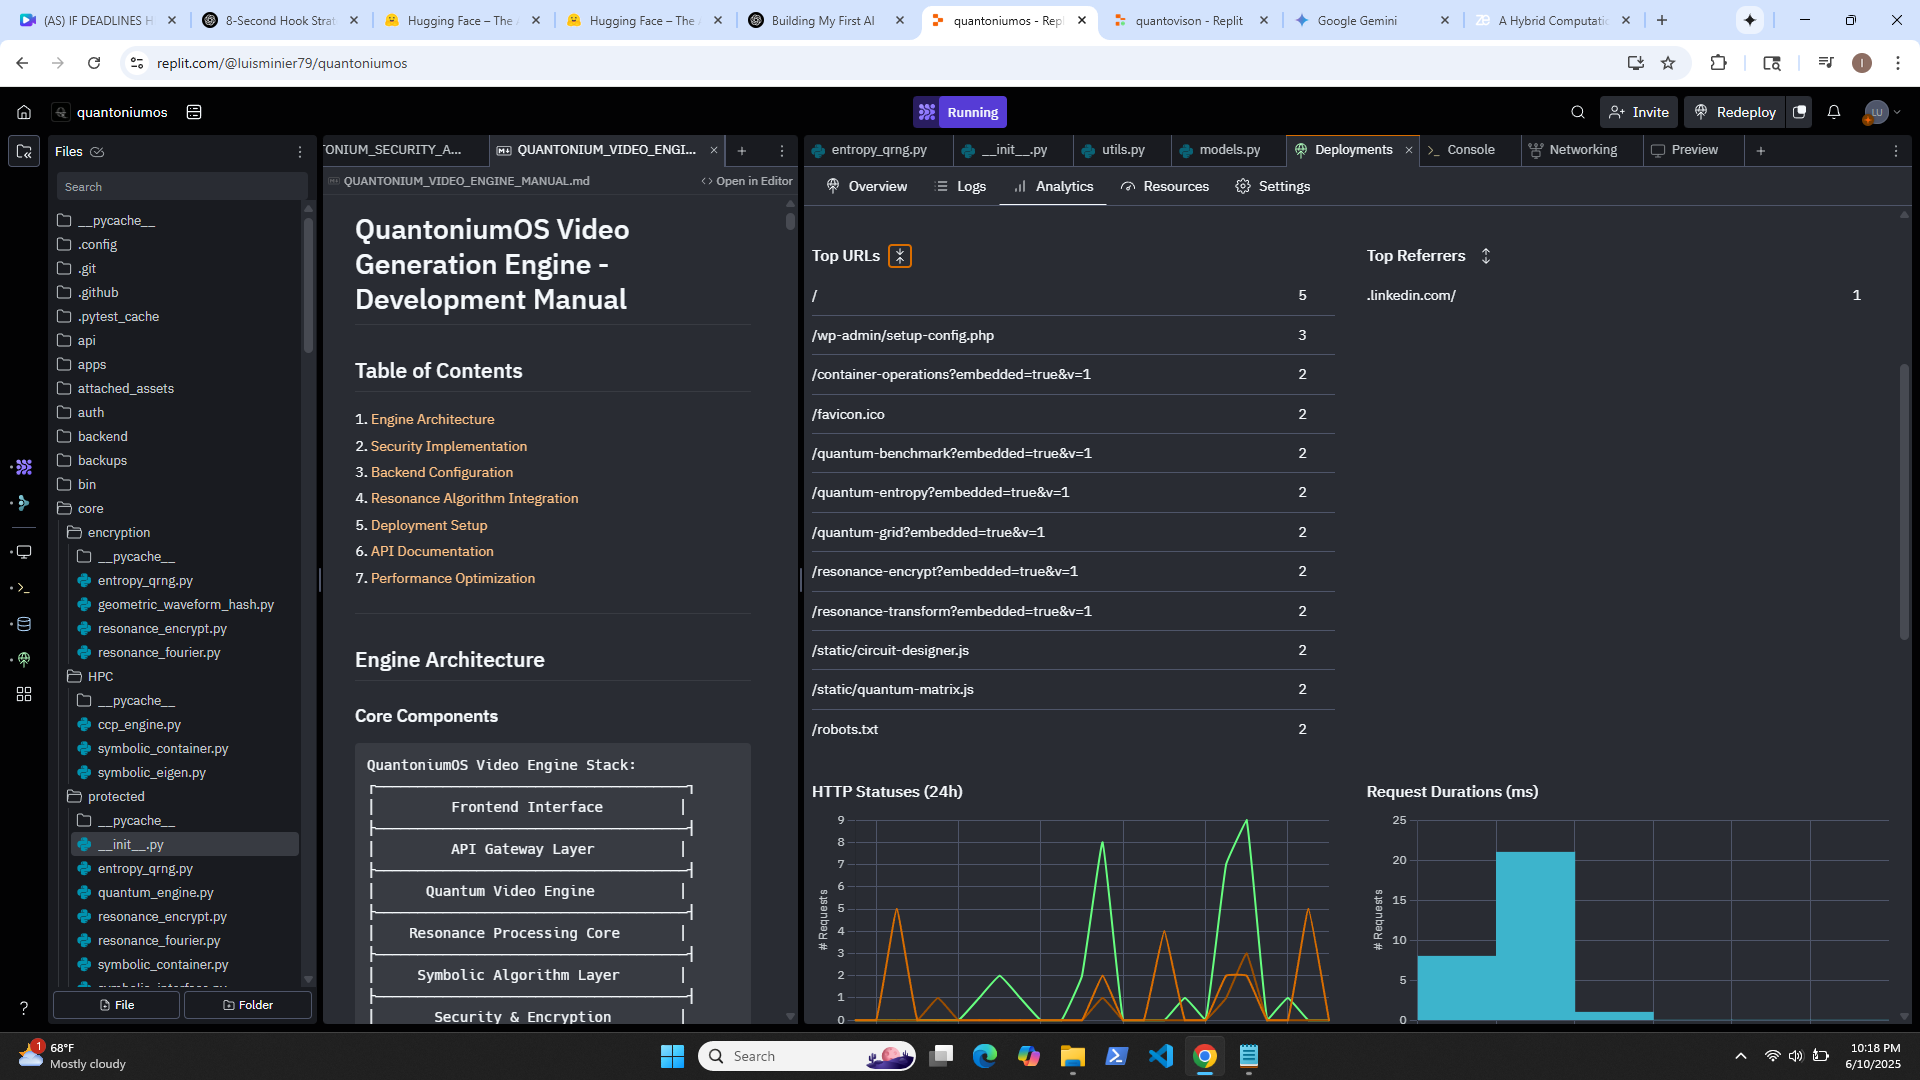 (AS) IF DEADLINES H
8-Second Hook Strat
Hugging Face – The A
Hugging Face – The A
Building My First AI
quantoniumos - Repl
quantovison - Replit
Google Gemini
A Hybrid Computatio
replit.com/@luisminier79/quantoniumos
quantoniumos
Running
Invite
Redeploy
LU
Files
Search
__pycache__
.config
.git
.github
.pytest_cache
api
apps
attached_assets
auth
backend
backups
bin
core
encryption
__pycache__
entropy_qrng.py
geometric_waveform_hash.py
resonance_encrypt.py
resonance_fourier.py
HPC
__pycache__
ccp_engine.py
symbolic_container.py
symbolic_eigen.py
protected
__pycache__
__init__.py
entropy_qrng.py
quantum_engine.py
resonance_encrypt.py
resonance_fourier.py
symbolic_container.py
symbolic_interface.py
File
Folder
TONIUM_SECURITY_A...
QUANTONIUM_VIDEO_ENGI...
QUANTONIUM_VIDEO_ENGINE_MANUAL.md
Open in Editor
QuantoniumOS Video
Generation Engine -
Development Manual
Table of Contents
1. Engine Architecture
2. Security Implementation
3. Backend Configuration
4. Resonance Algorithm Integration
5. Deployment Setup
6. API Documentation
7. Performance Optimization
Engine Architecture
Core Components
QuantoniumOS Video Engine Stack:
Frontend Interface
API Gateway Layer
Quantum Video Engine
Resonance Processing Core
Symbolic Algorithm Layer
Security & Encryption
entropy_qrng.py
__init__.py
utils.py
models.py
Deployments
Console
Networking
Preview
Overview
Logs
Analytics
Resources
Settings
Top URLs
/ 5
/wp-admin/setup-config.php 3
/container-operations?embedded=true&v=1 2
/favicon.ico 2
/quantum-benchmark?embedded=true&v=1 2
/quantum-entropy?embedded=true&v=1 2
/quantum-grid?embedded=true&v=1 2
/resonance-encrypt?embedded=true&v=1 2
/resonance-transform?embedded=true&v=1 2
/static/circuit-designer.js 2
/static/quantum-matrix.js 2
/robots.txt 2
Top Referrers
.linkedin.com/ 1
HTTP Statuses (24h)
# Requests
9
8
7
6
5
4
3
2
1
0
Request Durations (ms)
# Requests
25
20
15
10
5
0
1
68°F
Mostly cloudy
Search
10:18 PM
6/10/2025